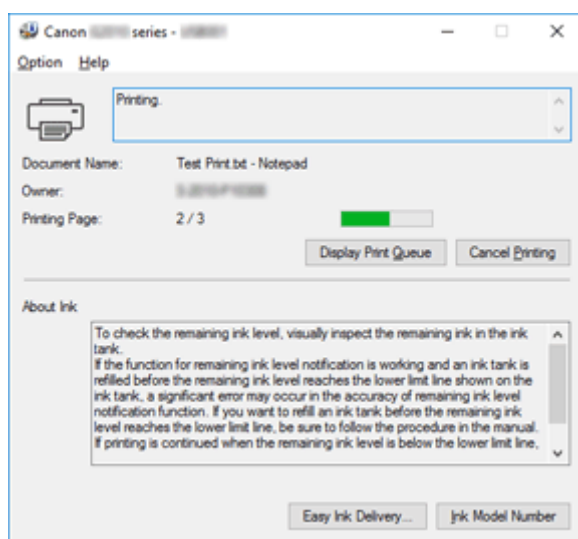 Canon series -
Option Help
Printing.
Document Name: Test Print.txt - Notepad
Owner:
Printing Page: 2 / 3
Display Print Queue Cancel Printing
About Ink
To check the remaining ink level, visually inspect the remaining ink in the ink
tank.
If the function for remaining ink level notification is working and an ink tank is
refilled before the remaining ink level reaches the lower limit line shown on the
ink tank, a significant error may occur in the accuracy of remaining ink level
notification function. If you want to refill an ink tank before the remaining ink
level reaches the lower limit line, be sure to follow the procedure in the manual.
If printing is continued when the remaining ink level is below the lower limit line,
Easy Ink Delivery... Ink Model Number